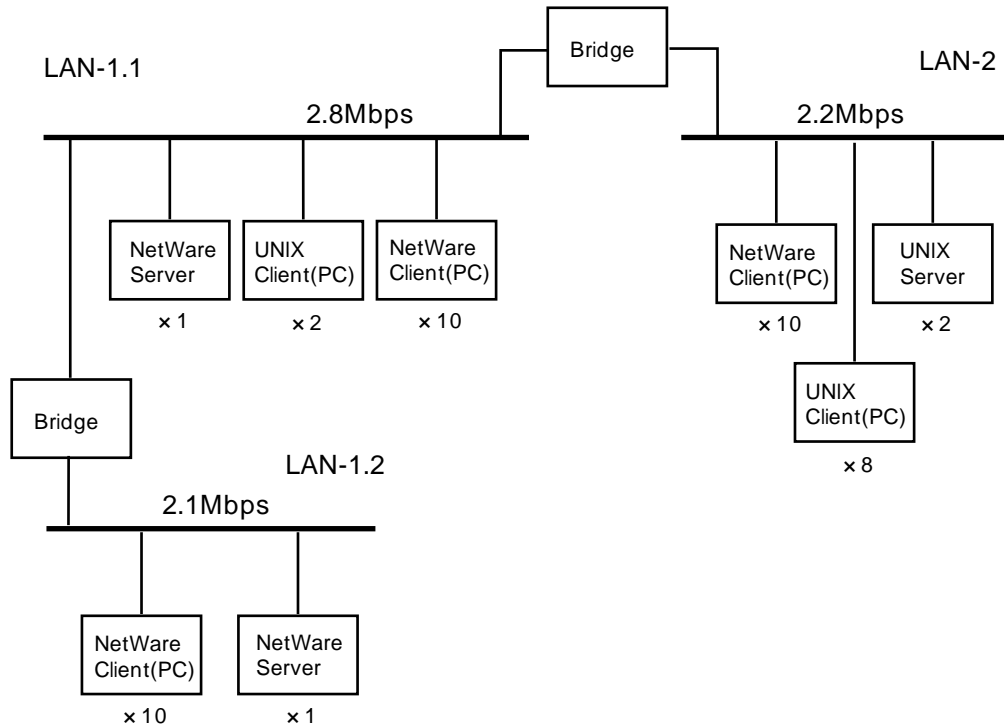 Bridge
LAN-1.1
LAN-2
2.8Mbps
2.2Mbps
NetWare
Server
×1
UNIX
Client(PC)
×2
NetWare
Client(PC)
×10
NetWare
Client(PC)
×10
UNIX
Server
×2
UNIX
Client(PC)
×8
Bridge
LAN-1.2
2.1Mbps
NetWare
Client(PC)
×10
NetWare
Server
×1